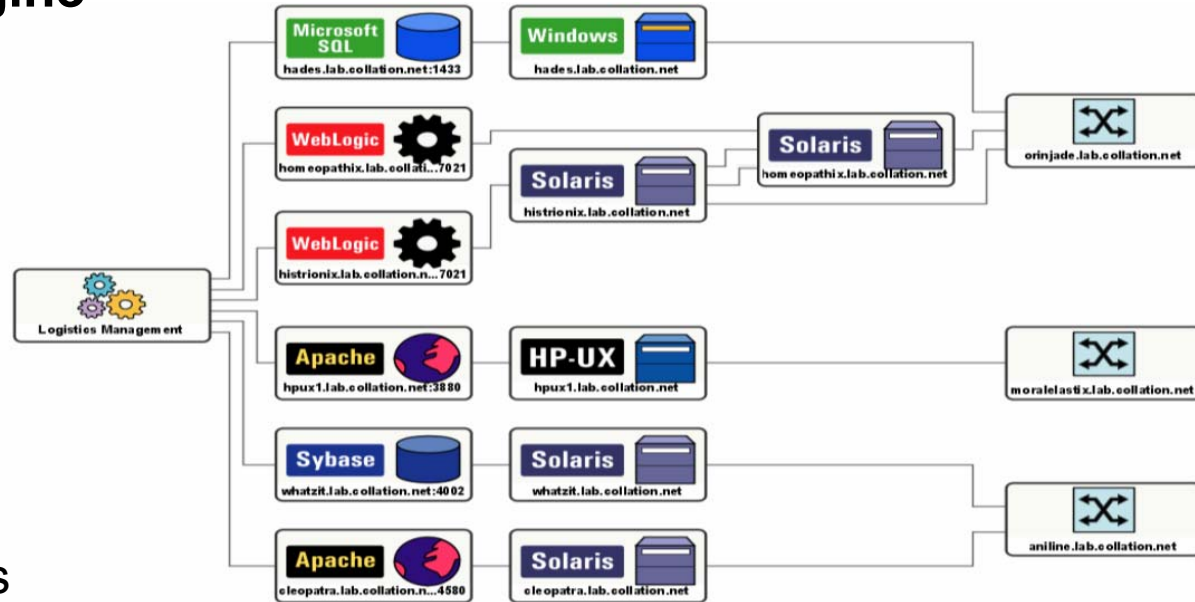 Microsoft
SQL
hades.lab.collation.net:1433
Windows
hades.lab.collation.net
WebLogic
homeopathix.lab.collati...7021
Solaris
homeopathix.lab.collation.net
orinjade.lab.collation.net
Solaris
histrionix.lab.collation.net
WebLogic
histrionix.lab.collation.n...7021
Logistics Management
Apache
hpux1.lab.collation.net:3880
HP-UX
hpux1.lab.collation.net
moralelastix.lab.collation.net
Sybase
whatzit.lab.collation.net:4002
Solaris
whatzit.lab.collation.net
aniline.lab.collation.net
Apache
cleopatra.lab.collation.n...4580
Solaris
cleopatra.lab.collation.net